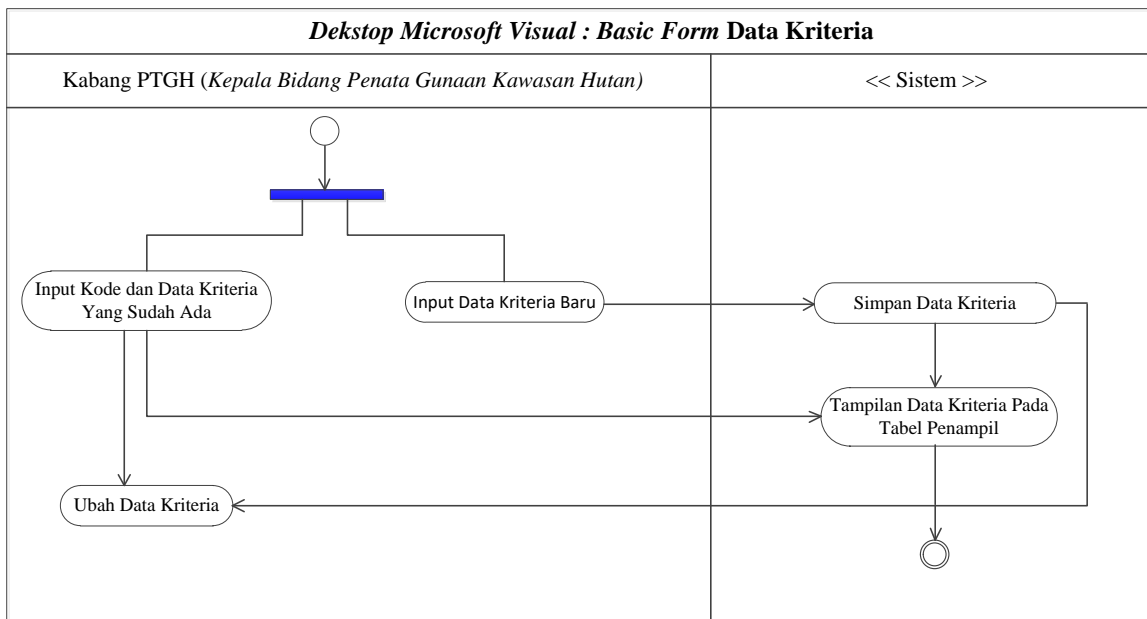 Dekstop Microsoft Visual : Basic Form Data Kriteria
Kabang PTGH (Kepala Bidang Penata Gunaan Kawasan Hutan)
<< Sistem >>
Input Kode dan Data Kriteria
Yang Sudah Ada
Input Data Kriteria Baru
Simpan Data Kriteria
Tampilan Data Kriteria Pada
Tabel Penampil
Ubah Data Kriteria